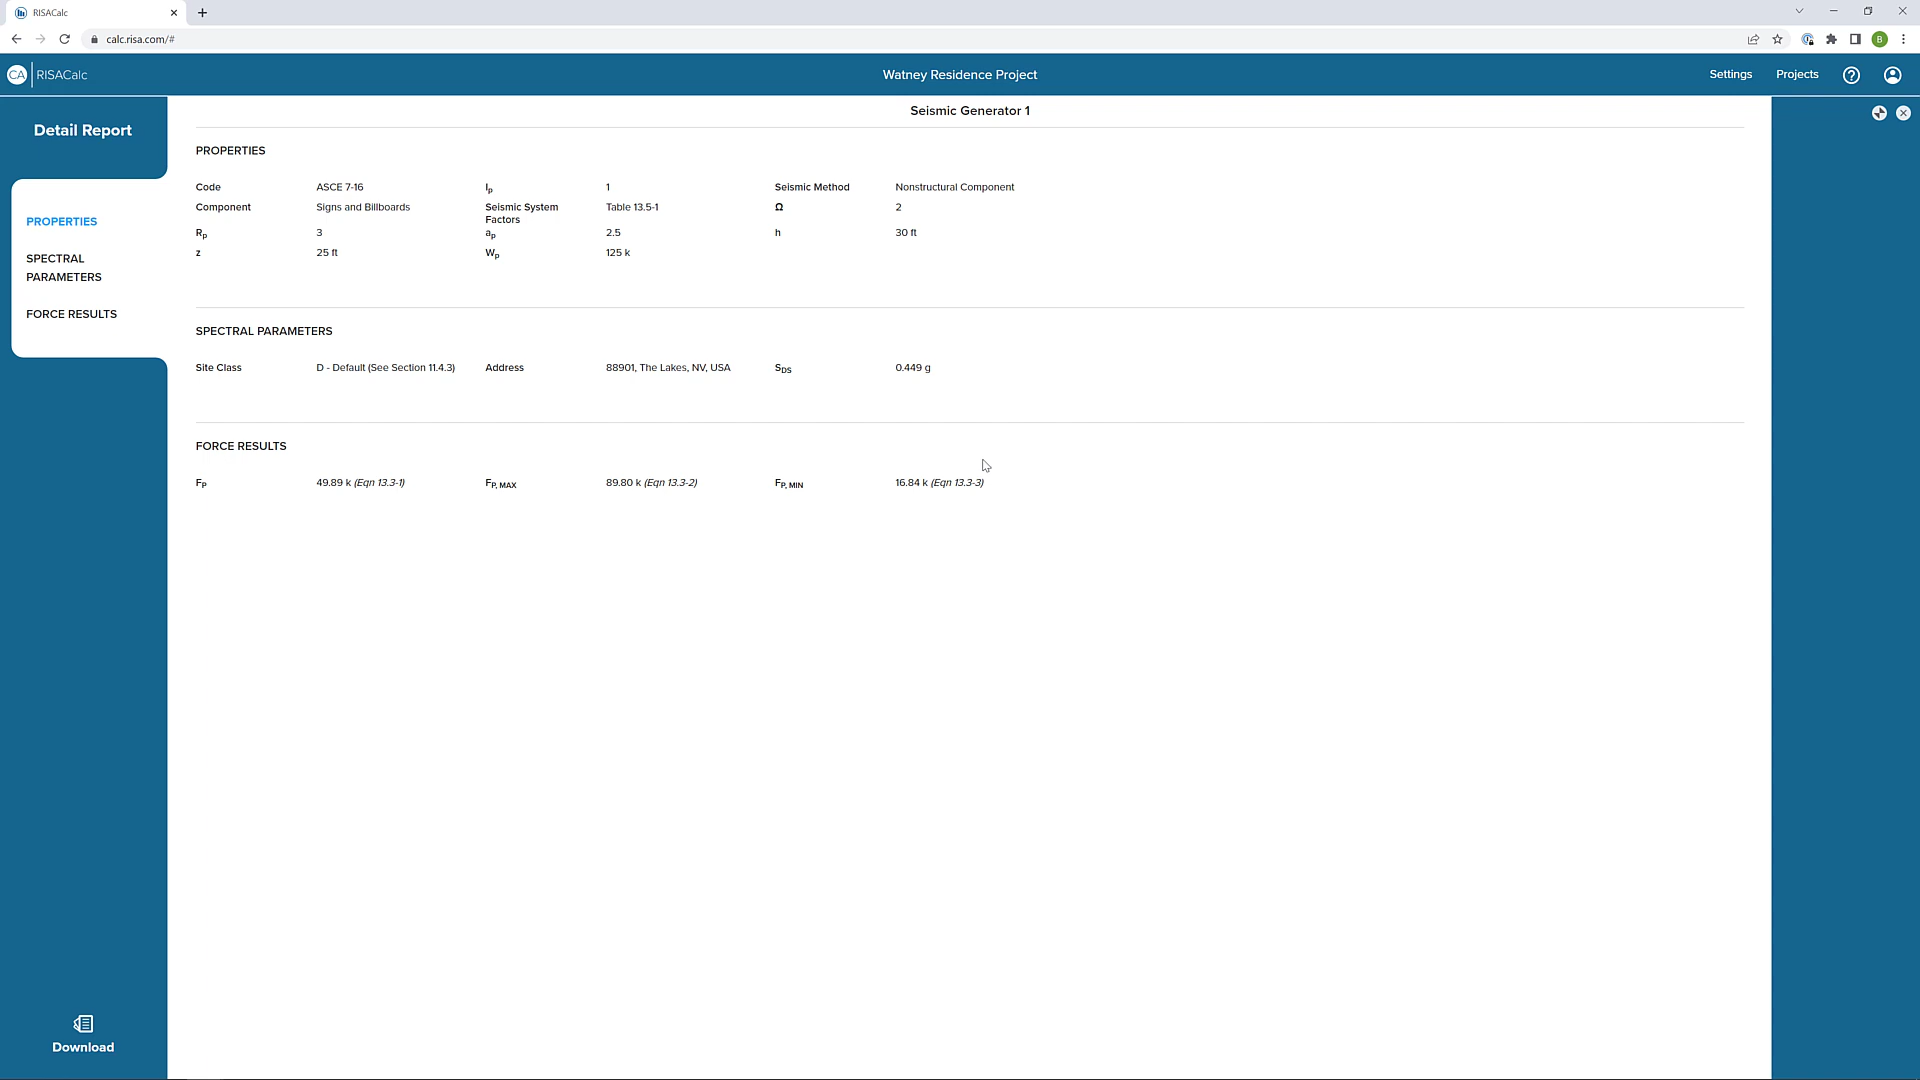 RISACalc
calc.risa.com/#
B
CA RISACalc
Watney Residence Project
Settings
Projects
?
Detail Report
PROPERTIES
SPECTRAL
PARAMETERS
FORCE RESULTS
Download
Seismic Generator 1
PROPERTIES
Code ASCE 7-16 Ip 1 Seismic Method Nonstructural Component
Component Signs and Billboards Seismic System Table 13.5-1 Ω 2
Factors
Rp 3 ap 2.5 h 30 ft
z 25 ft Wp 125 k
SPECTRAL PARAMETERS
Site Class D - Default (See Section 11.4.3) Address 88901, The Lakes, NV, USA SDS 0.449 g
FORCE RESULTS
FP 49.89 k (Eqn 13.3-1) FP, MAX 89.80 k (Eqn 13.3-2) FP, MIN 16.84 k (Eqn 13.3-3)